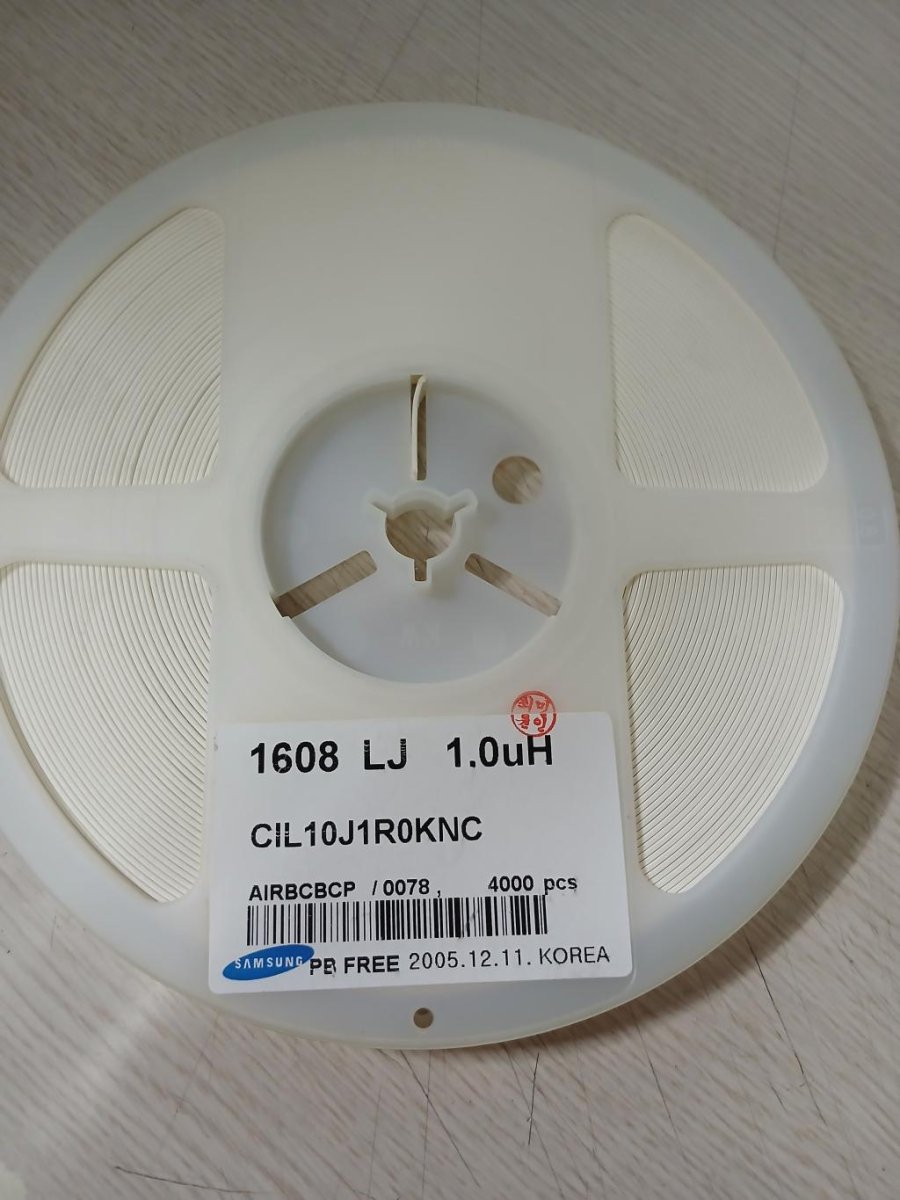 1608 LJ 1.0uH
CIL10J1R0KNC
AIRBCBCP / 0078 , 4000 pcs
SAMSUNG PB FREE 2005.12.11. KOREA